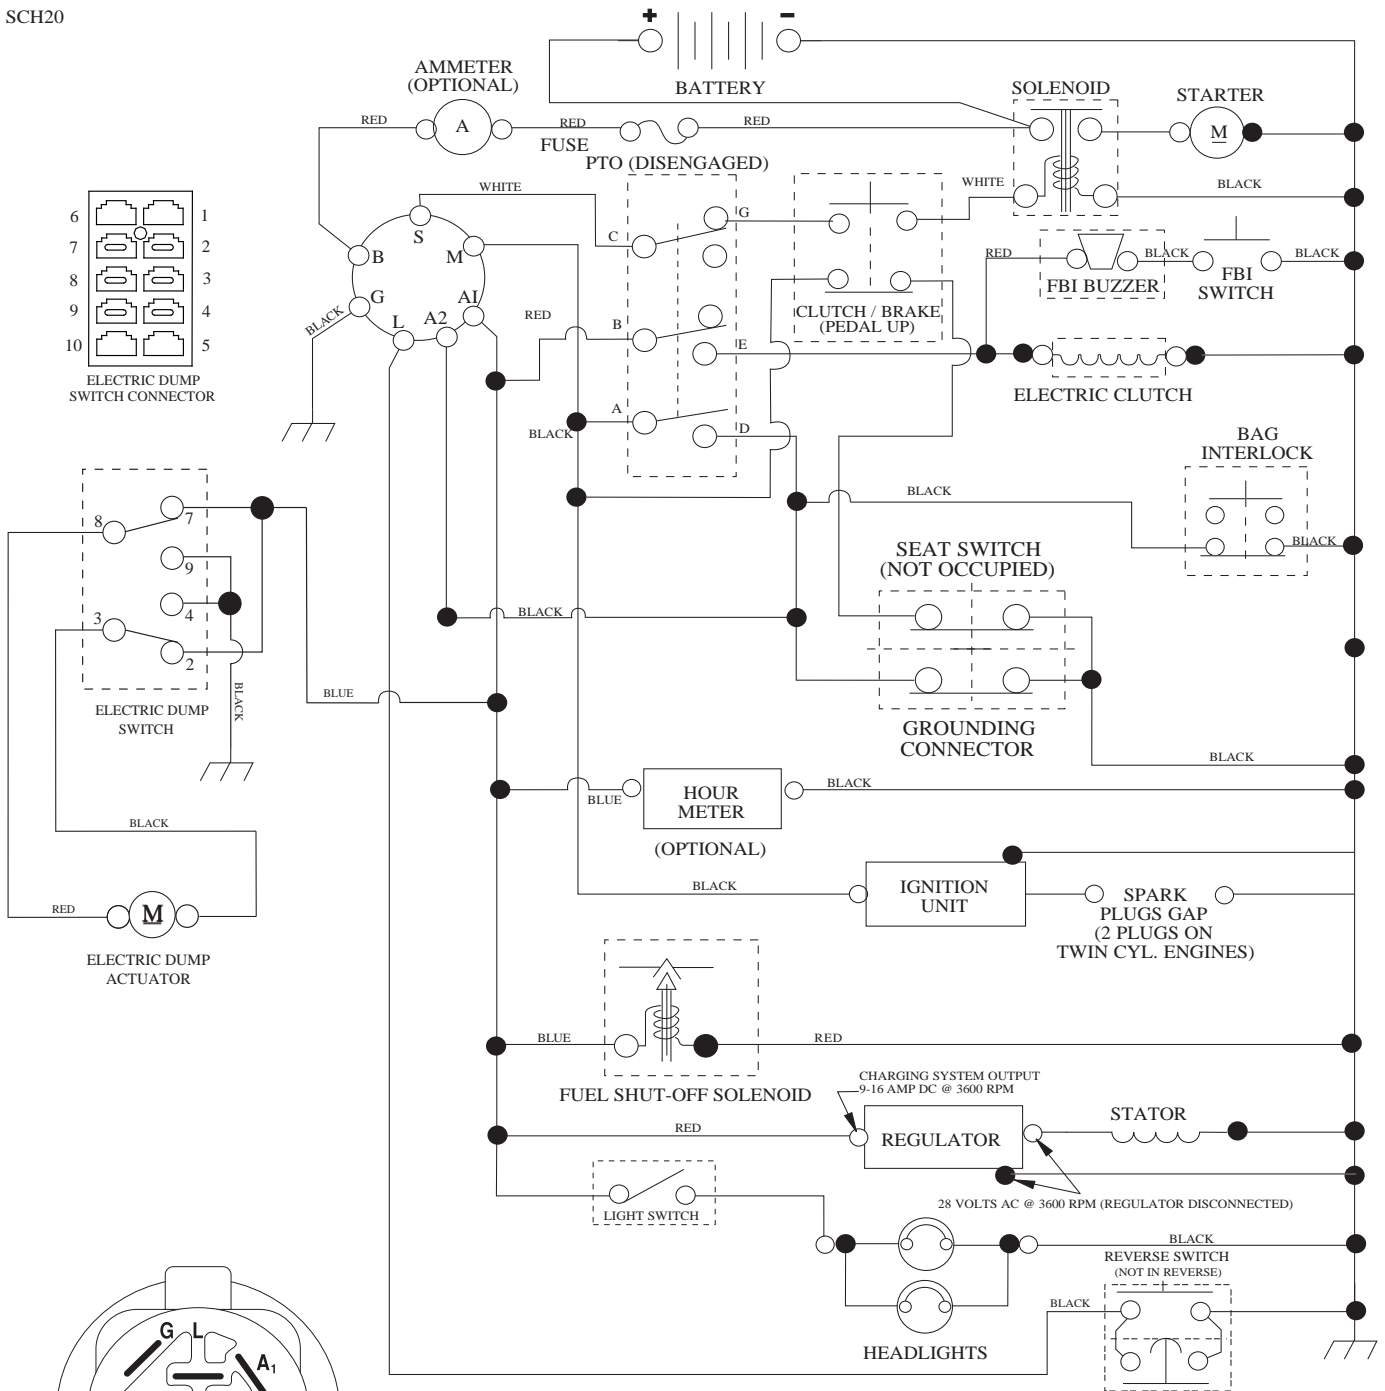 SCH20
+ −
BATTERY
AMMETER
(OPTIONAL)
A
RED
RED
FUSE
RED
PTO (DISENGAGED)
SOLENOID
STARTER
M
WHITE
WHITE
BLACK
6 1
7 2
8 3
9 4
10 5
ELECTRIC DUMP
SWITCH CONNECTOR
S
B
M
G
L
A2
A1
BLACK
C
G
RED
B
E
A
D
BLACK
CLUTCH / BRAKE
(PEDAL UP)
RED
FBI BUZZER
BLACK
FBI
SWITCH
BLACK
ELECTRIC CLUTCH
BAG
INTERLOCK
BLACK
BLACK
SEAT SWITCH
(NOT OCCUPIED)
GROUNDING
CONNECTOR
BLACK
BLACK
8
7
9
4
3
2
BLACK
ELECTRIC DUMP
SWITCH
BLUE
BLUE
HOUR
METER
(OPTIONAL)
BLACK
BLACK
RED
M
ELECTRIC DUMP
ACTUATOR
BLACK
IGNITION
UNIT
SPARK
PLUGS GAP
(2 PLUGS ON
TWIN CYL. ENGINES)
BLUE
RED
FUEL SHUT-OFF SOLENOID
CHARGING SYSTEM OUTPUT
9-16 AMP DC @ 3600 RPM
RED
REGULATOR
STATOR
28 VOLTS AC @ 3600 RPM (REGULATOR DISCONNECTED)
LIGHT SWITCH
BLACK
REVERSE SWITCH
(NOT IN REVERSE)
BLACK
HEADLIGHTS
G L
A1